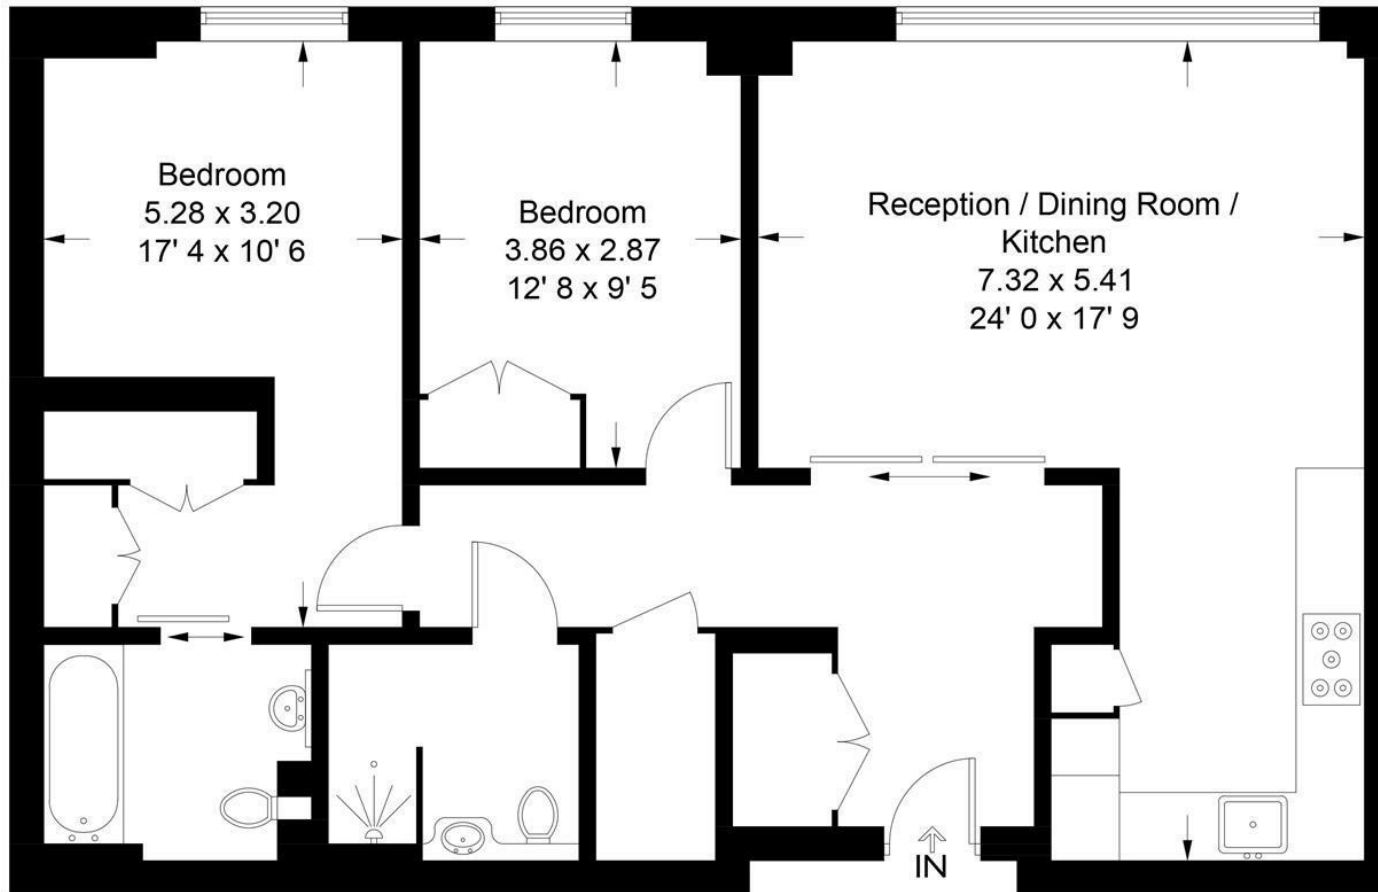 Bedroom
5.28 x 3.20
17' 4 x 10' 6
Bedroom
3.86 x 2.87
12' 8 x 9' 5
Reception / Dining Room /
Kitchen
7.32 x 5.41
24' 0 x 17' 9
IN